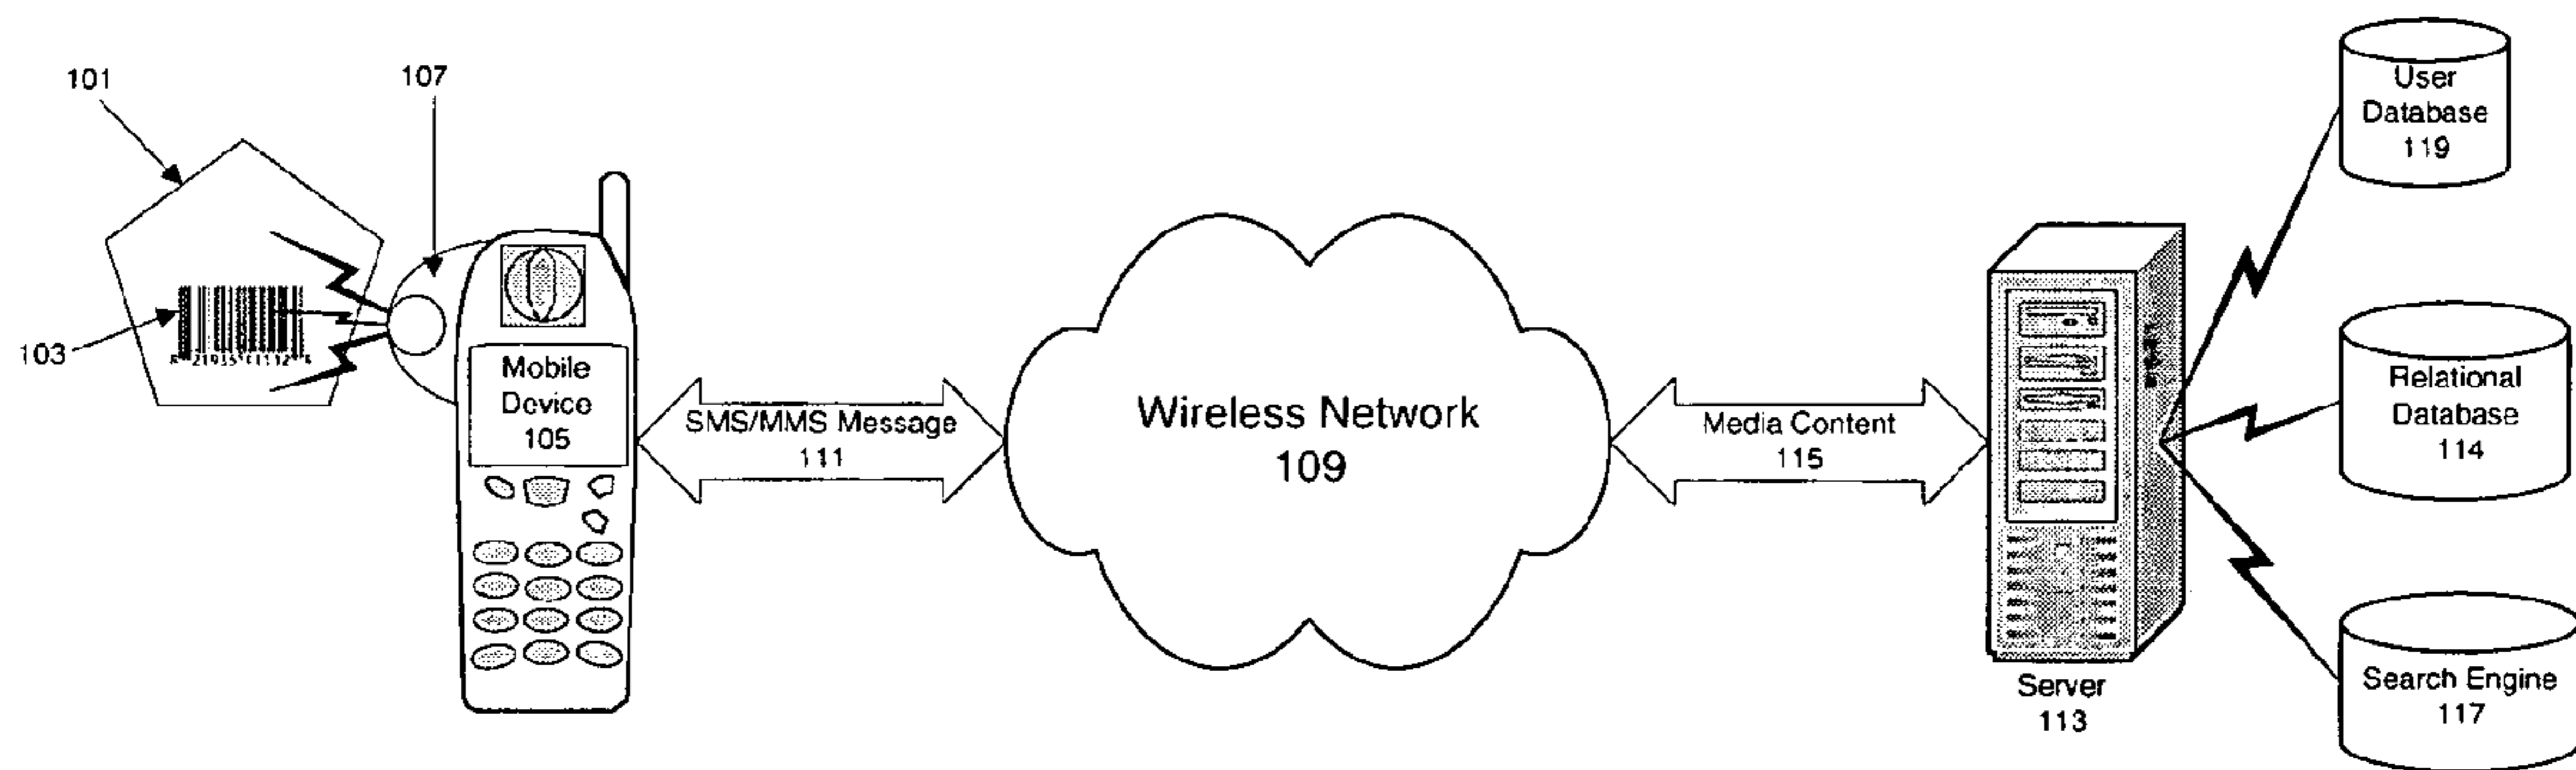 101
107
103
Mobile
Device
105
SMS/MMS Message
111
Wireless Network
109
Media Content
115
Server
113
User
Database
119
Relational
Database
114
Search Engine
117